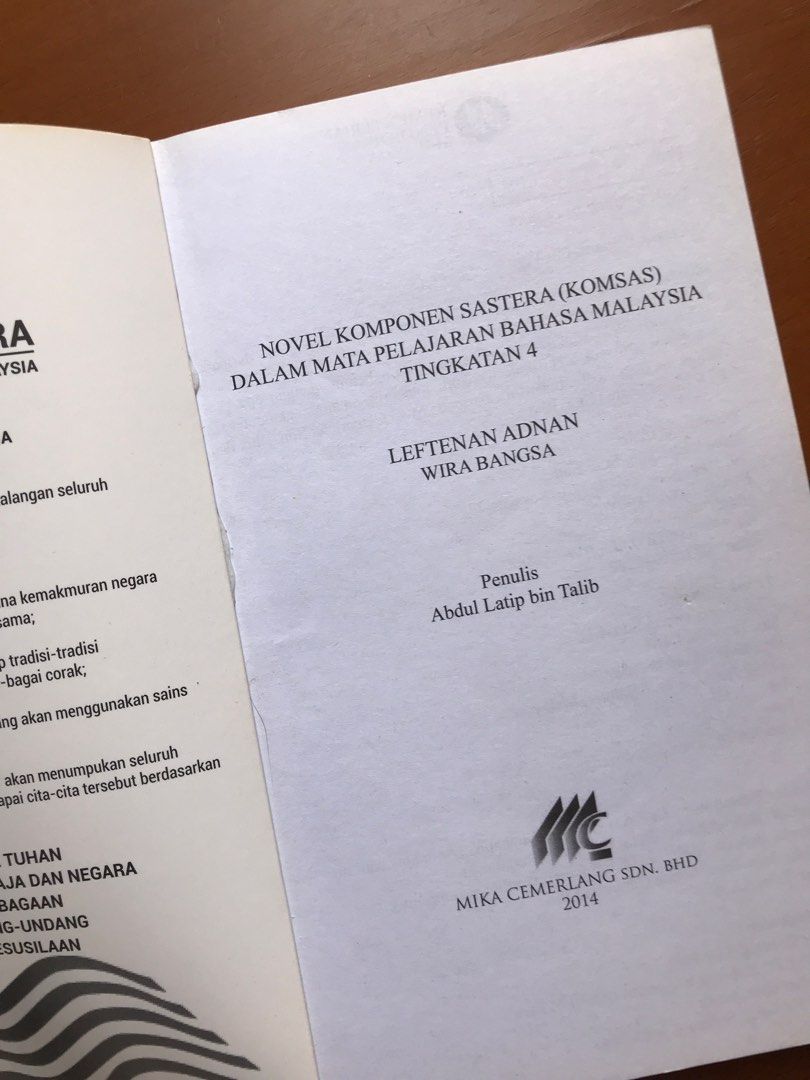 RA
YSIA
A
alangan seluruh
na kemakmuran negara
sama;
p tradisi-tradisi
-bagai corak;
ng akan menggunakan sains
akan menumpukan seluruh
apai cita-cita tersebut berdasarkan
TUHAN
AJA DAN NEGARA
BAGAAN
G-UNDANG
ESUSILAAN
NOVEL KOMPONEN SASTERA (KOMSAS)
DALAM MATA PELAJARAN BAHASA MALAYSIA
TINGKATAN 4
LEFTENAN ADNAN
WIRA BANGSA
Penulis
Abdul Latip bin Talib
MC
MIKA CEMERLANG SDN. BHD
2014